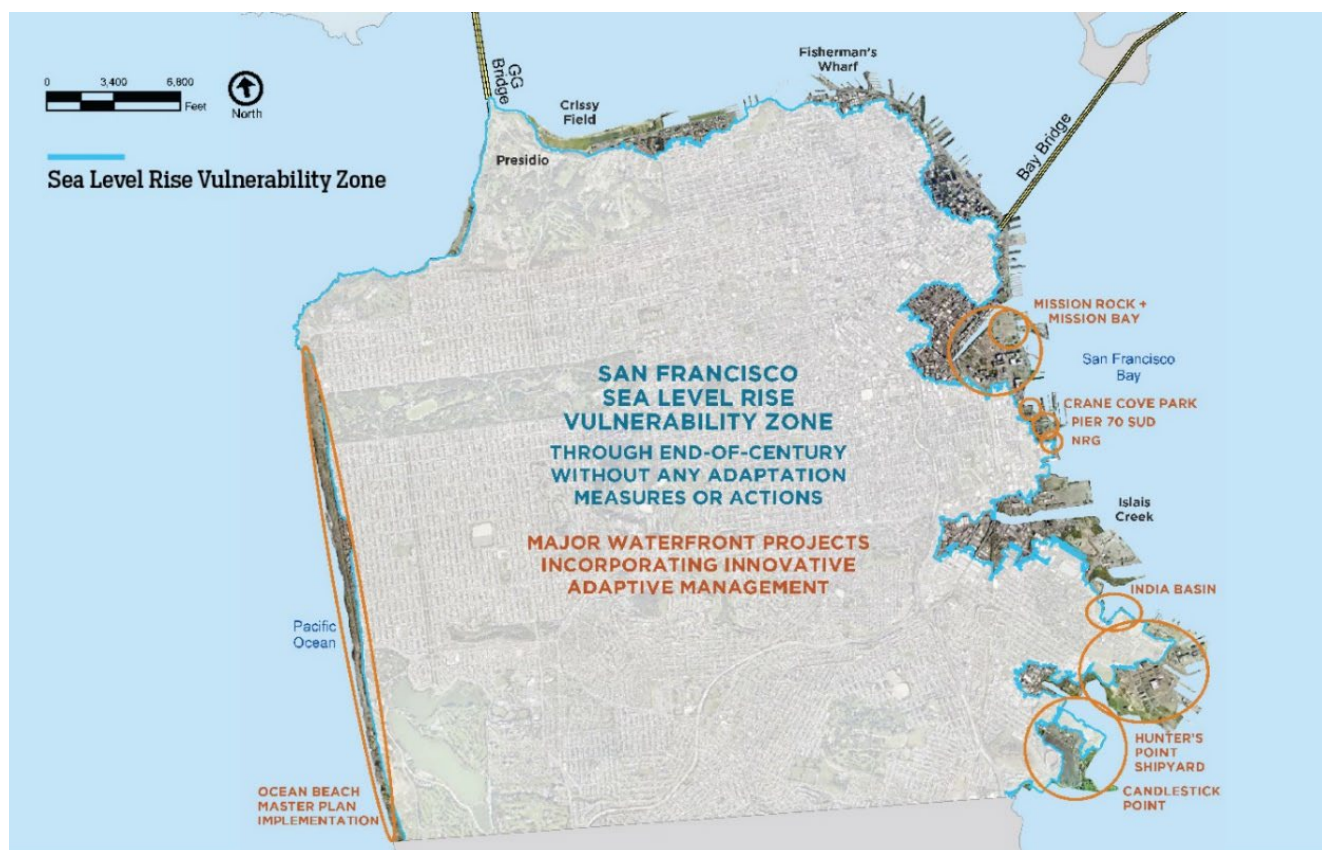 0 3,400 6,800
Feet
North
Sea Level Rise Vulnerability Zone
GG
Bridge
Crissy
Field
Presidio
Fisherman's
Wharf
Bay Bridge
MISSION ROCK +
MISSION BAY
San Francisco
Bay
CRANE COVE PARK
PIER 70 SUD
NRG
SAN FRANCISCO
SEA LEVEL RISE
VULNERABILITY ZONE
THROUGH END-OF-CENTURY
WITHOUT ANY ADAPTATION
MEASURES OR ACTIONS
MAJOR WATERFRONT PROJECTS
INCORPORATING INNOVATIVE
ADAPTIVE MANAGEMENT
Islais
Creek
INDIA BASIN
Pacific
Ocean
HUNTER'S
POINT
SHIPYARD
CANDLESTICK
POINT
OCEAN BEACH
MASTER PLAN
IMPLEMENTATION